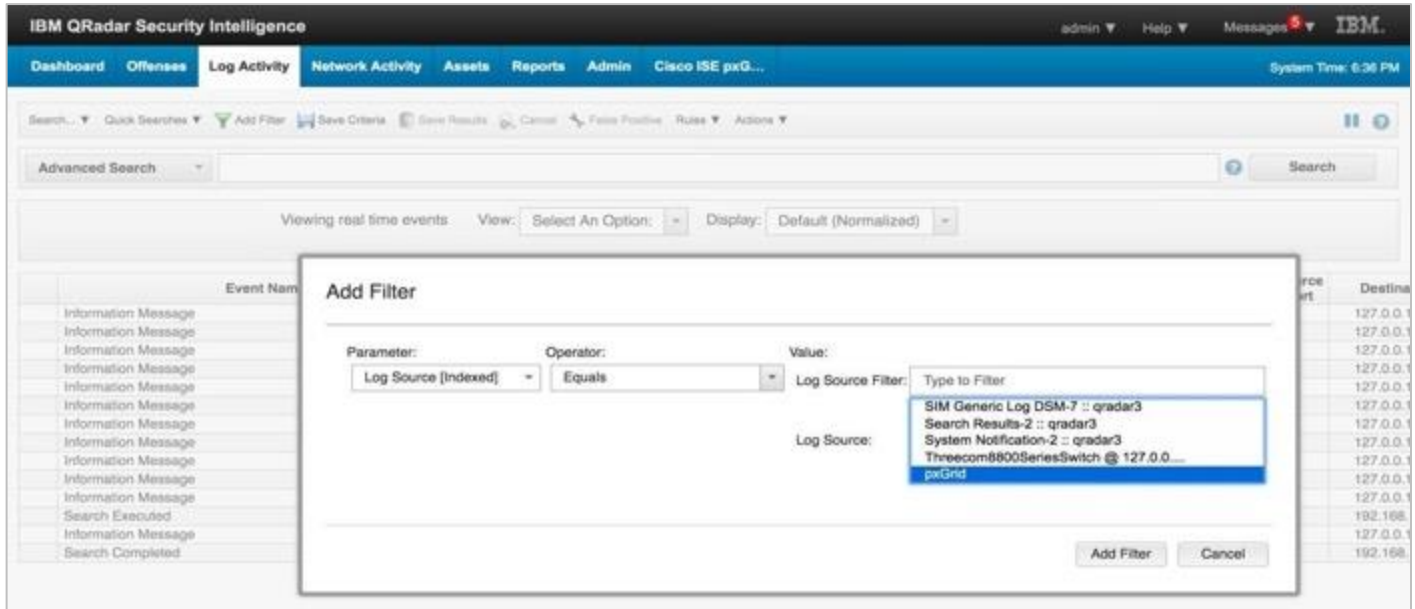 IBM QRadar Security Intelligence
admin ▼ Help ▼ Messages 5 ▼ IBM.
Dashboard Offenses Log Activity Network Activity Assets Reports Admin Cisco ISE pxG... System Time: 6:36 PM
Search... ▼ Quick Searches ▼ Add Filter Save Criteria Save Results Cancel False Positive Rules ▼ Actions ▼
Advanced Search Search
Viewing real time events View: Select An Option: Display: Default (Normalized)
Event Nam rce rt Destina
Add Filter
Parameter: Operator: Value:
Log Source [Indexed] Equals Log Source Filter: Type to Filter
Log Source:
SIM Generic Log DSM-7 :: qradar3
Search Results-2 :: qradar3
System Notification-2 :: qradar3
Threecom8800SeriesSwitch @ 127.0.0....
pxGrid
Add Filter Cancel
Information Message 127.0.0.1
Information Message 127.0.0.1
Information Message 127.0.0.1
Information Message 127.0.0.1
Information Message 127.0.0.1
Information Message 127.0.0.1
Information Message 127.0.0.1
Information Message 127.0.0.1
Information Message 127.0.0.1
Information Message 127.0.0.1
Information Message 127.0.0.1
Search Executed 192.168.
Information Message 127.0.0.1
Search Completed 192.168.